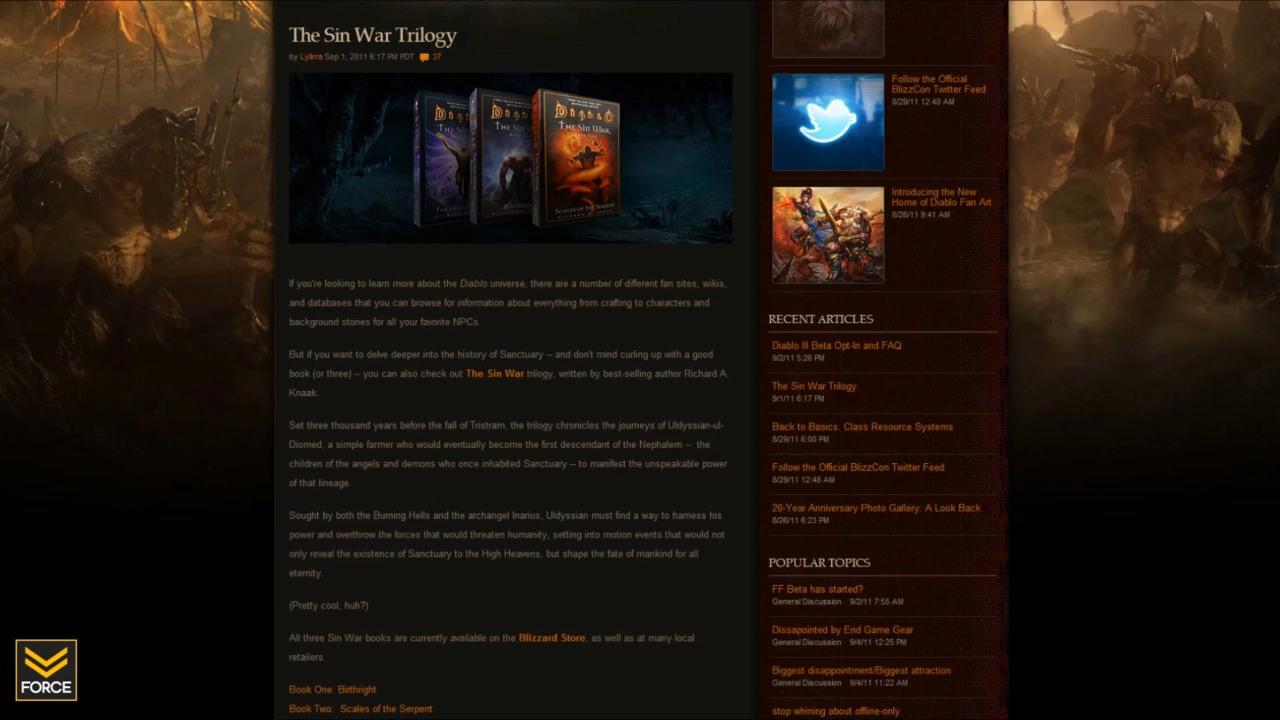 The Sin War Trilogy
by Lylirra Sep 1, 2011 6:17 PM PDT 37
DIABLO
THE SIN WAR
SCALES OF THE SERPENT
If you're looking to learn more about the Diablo universe, there are a number of different fan sites, wikis,
and databases that you can browse for information about everything from crafting to characters and
background stories for all your favorite NPCs.
But if you want to delve deeper into the history of Sanctuary – and don't mind curling up with a good
book (or three) – you can also check out The Sin War trilogy, written by best-selling author Richard A.
Knaak.
Set three thousand years before the fall of Tristram, the trilogy chronicles the journeys of Uldyssian-ul-
Diomed, a simple farmer who would eventually become the first descendant of the Nephalem – the
children of the angels and demons who once inhabited Sanctuary – to manifest the unspeakable power
of that lineage.
Sought by both the Burning Hells and the archangel Inarius, Uldyssian must find a way to harness his
power and overthrow the forces that would threaten humanity, setting into motion events that would not
only reveal the existence of Sanctuary to the High Heavens, but shape the fate of mankind for all
eternity.
(Pretty cool, huh?)
All three Sin War books are currently available on the Blizzard Store, as well as at many local
retailers.
Book One: Birthright
Book Two: Scales of the Serpent
Follow the Official
BlizzCon Twitter Feed
8/29/11 12:48 AM
Introducing the New
Home of Diablo Fan Art
8/26/11 9:41 AM
RECENT ARTICLES
Diablo III Beta Opt-In and FAQ
9/2/11 5:26 PM
The Sin War Trilogy
9/1/11 6:17 PM
Back to Basics: Class Resource Systems
8/29/11 6:00 PM
Follow the Official BlizzCon Twitter Feed
8/29/11 12:48 AM
20-Year Anniversary Photo Gallery: A Look Back
8/26/11 6:23 PM
POPULAR TOPICS
FF Beta has started?
General Discussion 9/2/11 7:55 AM
Dissapointed by End Game Gear
General Discussion 9/4/11 12:25 PM
Biggest disappointment/Biggest attraction
General Discussion 9/4/11 11:22 AM
stop whining about offline-only
FORCE